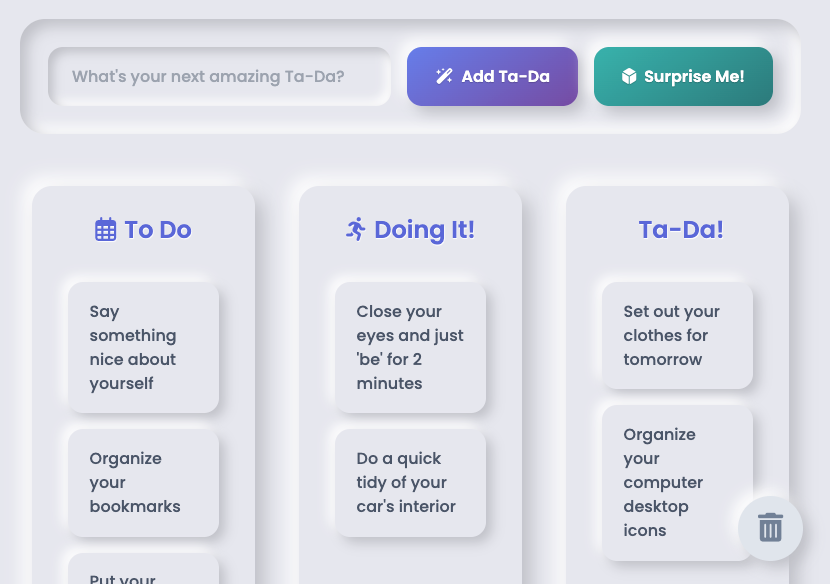 What's your next amazing Ta-Da?
Add Ta-Da
Surprise Me!
To Do
Say
something
nice about
yourself
Organize
your
bookmarks
Put your
Doing It!
Close your
eyes and just
'be' for 2
minutes
Do a quick
tidy of your
car's interior
Ta-Da!
Set out your
clothes for
tomorrow
Organize
your
computer
desktop
icons